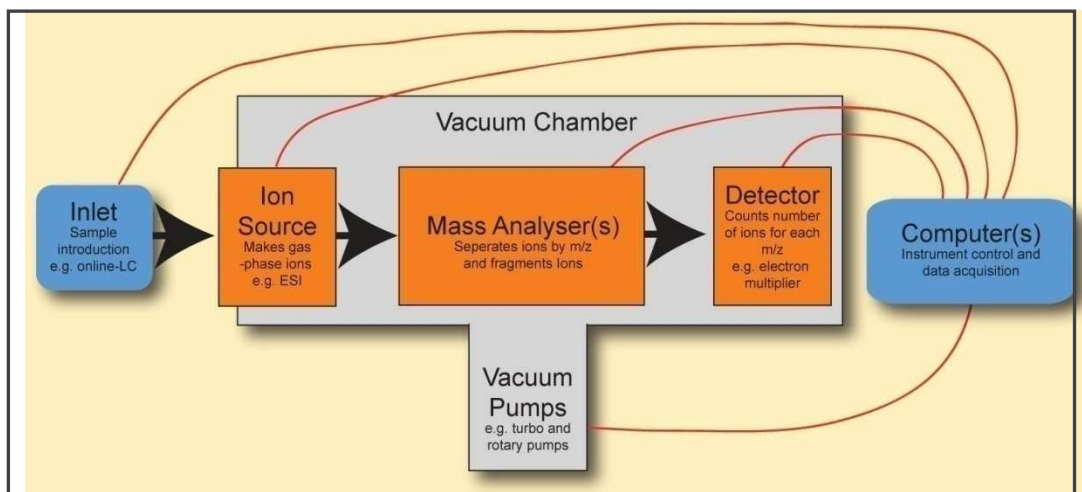 Vacuum Chamber
Inlet
Sample
introduction
e.g. online-LC
Ion
Source
Makes gas
-phase ions
e.g. ESI
Mass Analyser(s)
Seperates ions by m/z
and fragments Ions
Detector
Counts number
of ions for each
m/z
e.g. electron
multiplier
Computer(s)
Instrument control and
data acquisition
Vacuum
Pumps
e.g. turbo and
rotary pumps